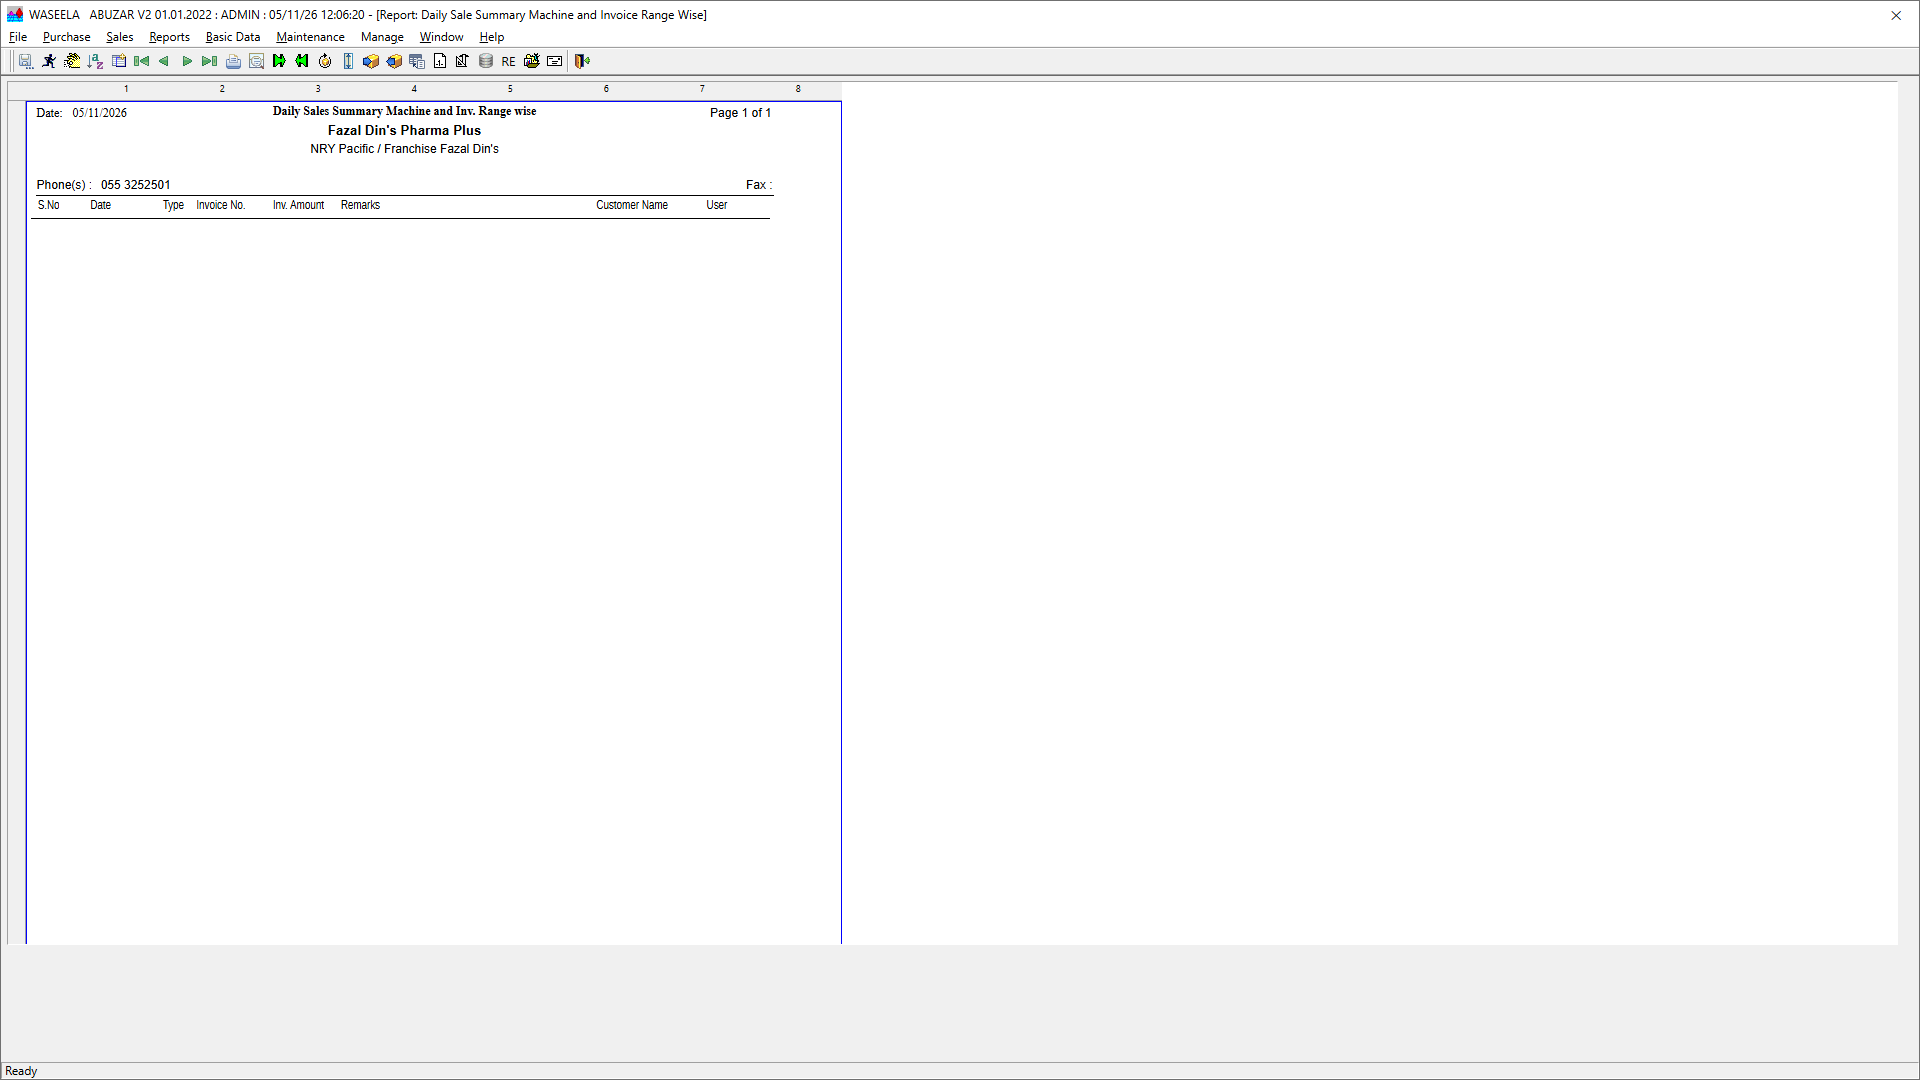 WASEELA ABUZAR V2 01.01.2022 : ADMIN : 05/11/26 12:06:20 - [Report: Daily Sale Summary Machine and Invoice Range Wise]
File Purchase Sales Reports Basic Data Maintenance Manage Window Help
RE
1 2 3 4 5 6 7 8
Date: 05/11/2026 Daily Sales Summary Machine and Inv. Range wise Page 1 of 1
Fazal Din's Pharma Plus
NRY Pacific / Franchise Fazal Din's
Phone(s) : 055 3252501 Fax :
S.No Date Type Invoice No. Inv. Amount Remarks Customer Name User
Ready